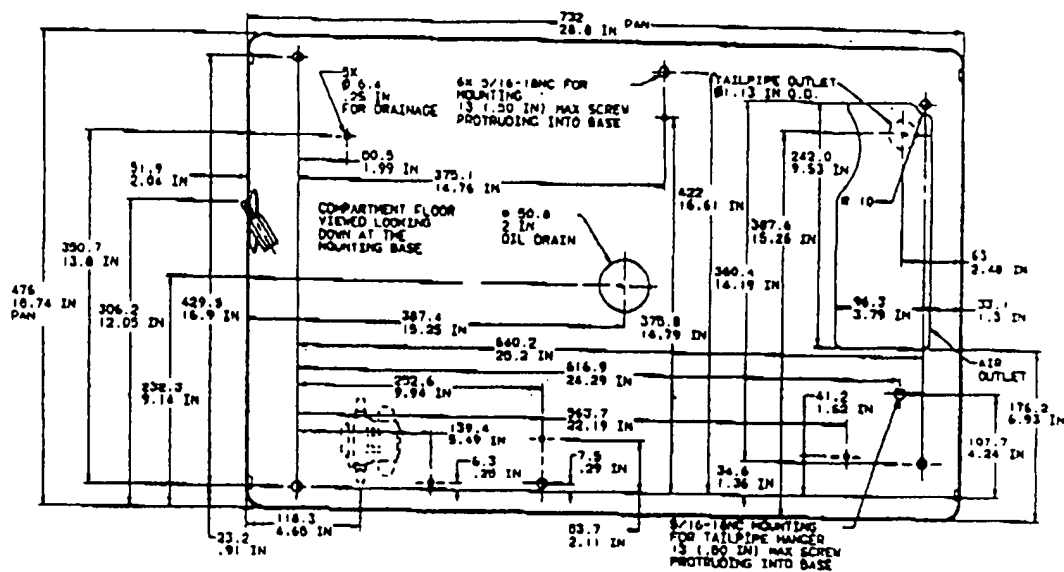 732
28.8 IN PAN
5X
Ø 6.4
.25 IN
FOR DRAINAGE
6X 5/16-18NC FOR
MOUNTING
13 (.50 IN) MAX SCREW
PROTRUDING INTO BASE
TAILPIPE OUTLET
Ø1.13 IN O.D.
51.9
2.04 IN
1.99 IN
375.1
14.76 IN
COMPARTMENT FLOOR
VIEWED LOOKING
DOWN AT THE
MOUNTING BASE
50.8
2 IN
OIL DRAIN
422
16.61 IN
242.0
9.53 IN
387.6
15.26 IN
R 10
63
2.48 IN
350.7
13.8 IN
476
18.74 IN
PAN
306.2
12.05 IN
429.5
16.9 IN
387.4
15.25 IN
360.4
14.19 IN
375.8
14.79 IN
96.3
3.79 IN
33.1
1.3 IN
AIR
OUTLET
232.3
9.14 IN
640.2
25.2 IN
616.9
24.29 IN
252.6
9.94 IN
563.7
22.19 IN
139.4
5.49 IN
41.2
1.62 IN
176.2
6.93 IN
107.7
4.24 IN
6.3
.25 IN
7.5
.29 IN
34.6
1.36 IN
118.3
4.65 IN
23.2
.91 IN
2.11 IN
5/16-18NC MOUNTING
FOR TAILPIPE HANGER
13 (.50 IN) MAX SCREW
PROTRUDING INTO BASE